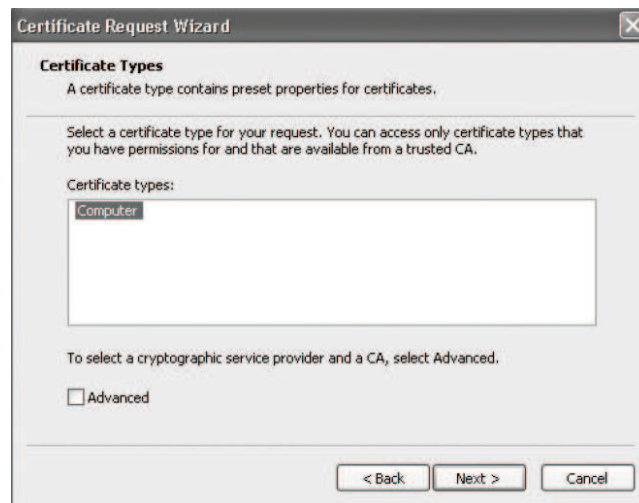 Certificate Request Wizard
Certificate Types
A certificate type contains preset properties for certificates.
Select a certificate type for your request. You can access only certificate types that
you have permissions for and that are available from a trusted CA.
Certificate types:
Computer
To select a cryptographic service provider and a CA, select Advanced.
Advanced
< Back Next > Cancel